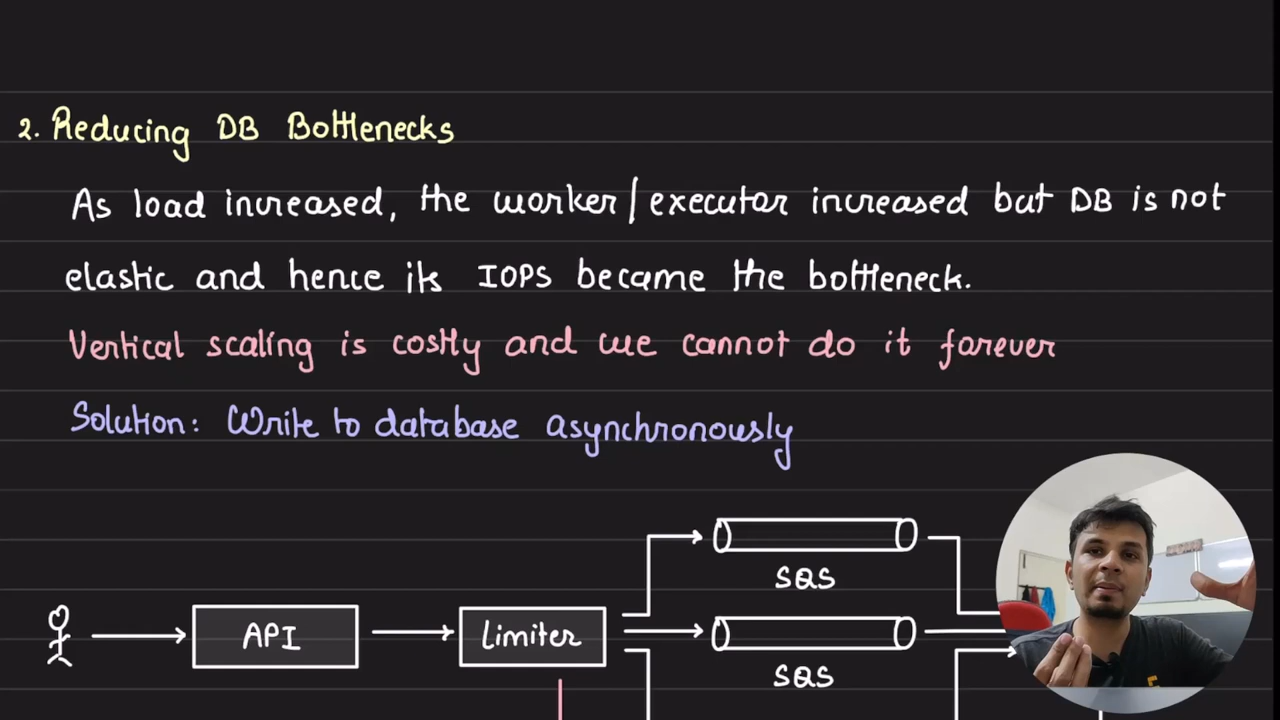 2. Reducing DB Bottlenecks
As load increased, the worker/executor increased but DB is not
elastic and hence its IOPS became the bottleneck.
Vertical scaling is costly and we cannot do it forever
Solution: Write to database asynchronously
SQS
API
Limiter
SQS